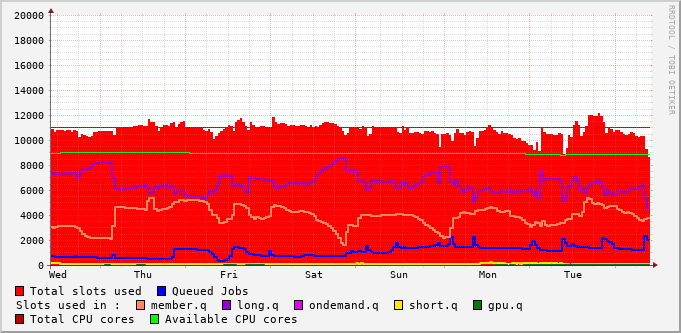 20000
18000
16000
14000
12000
10000
8000
6000
4000
2000
0
Wed Thu Fri Sat Sun Mon Tue
Total slots used Queued Jobs
Slots used in : member.q long.q ondemand.q short.q gpu.q
Total CPU cores Available CPU cores
RRDTOOL / TOBI OETIKER